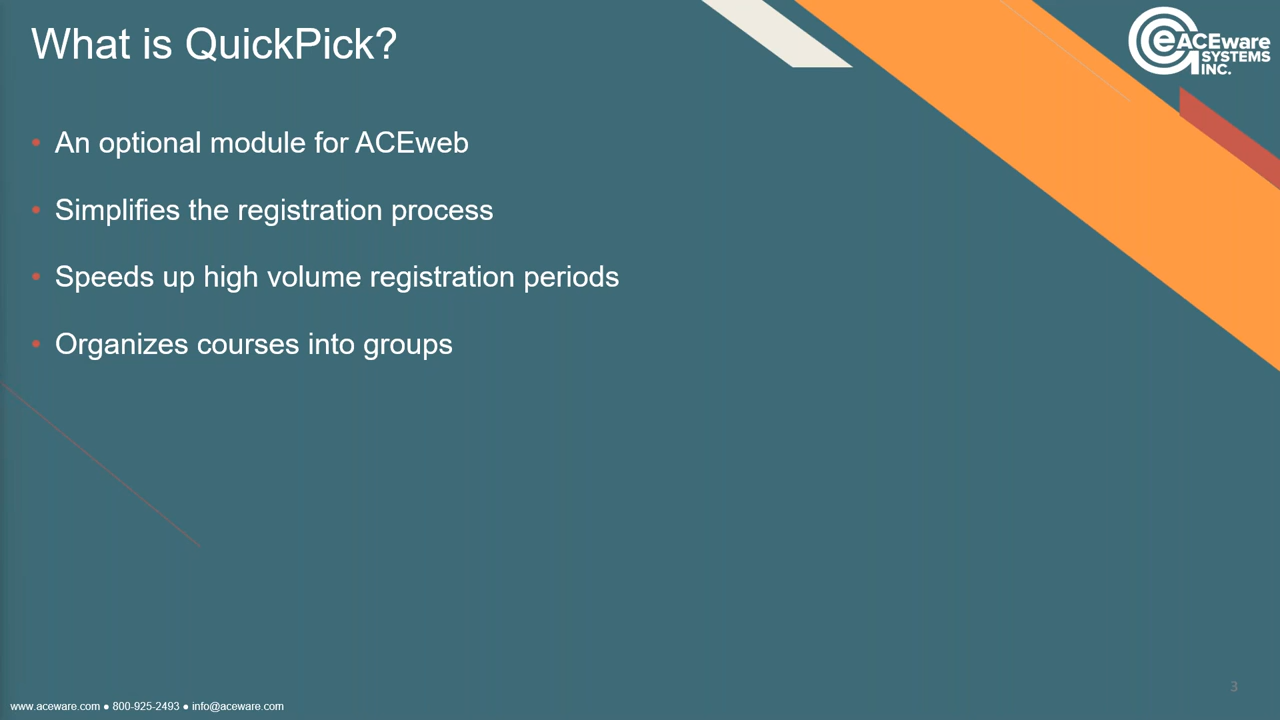 What is QuickPick?
ACEware
SYSTEMS
INC.
• An optional module for ACEweb
• Simplifies the registration process
• Speeds up high volume registration periods
• Organizes courses into groups
3
www.aceware.com ● 800-925-2493 ● info@aceware.com